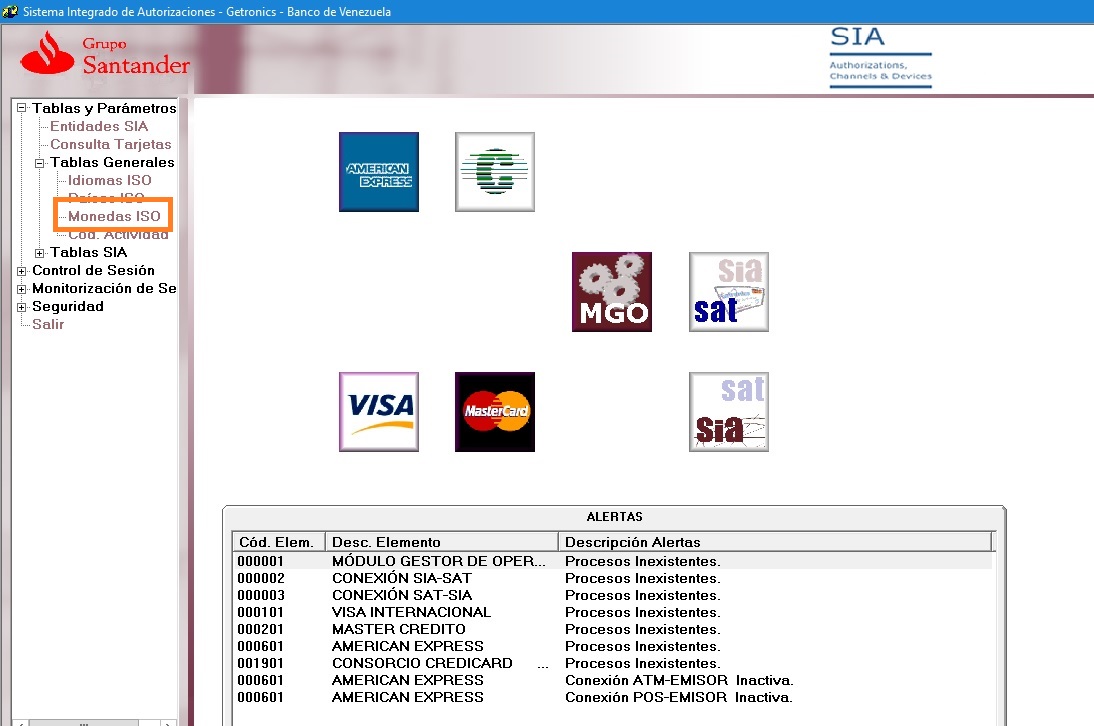 Sistema Integrado de Autorizaciones - Getronics - Banco de Venezuela
Grupo
Santander
SIA
Authorizations,
Channels & Devices
Tablas y Parámetros
Entidades SIA
Consulta Tarjetas
Tablas Generales
Idiomas ISO
Países ISO
Monedas ISO
Cod. Actividad
Tablas SIA
Control de Sesión
Monitorización de Se
Seguridad
Salir
AMERICAN
EXPRESS
C
MGO
sia
sat
VISA
MasterCard
sat
sia
ALERTAS
Cód. Elem. Desc. Elemento Descripción Alertas
000001 MÓDULO GESTOR DE OPER... Procesos Inexistentes.
000002 CONEXIÓN SIA-SAT Procesos Inexistentes.
000003 CONEXIÓN SAT-SIA Procesos Inexistentes.
000101 VISA INTERNACIONAL Procesos Inexistentes.
000201 MASTER CREDITO Procesos Inexistentes.
000601 AMERICAN EXPRESS Procesos Inexistentes.
001901 CONSORCIO CREDICARD ... Procesos Inexistentes.
000601 AMERICAN EXPRESS Conexión ATM-EMISOR Inactiva.
000601 AMERICAN EXPRESS Conexión POS-EMISOR Inactiva.